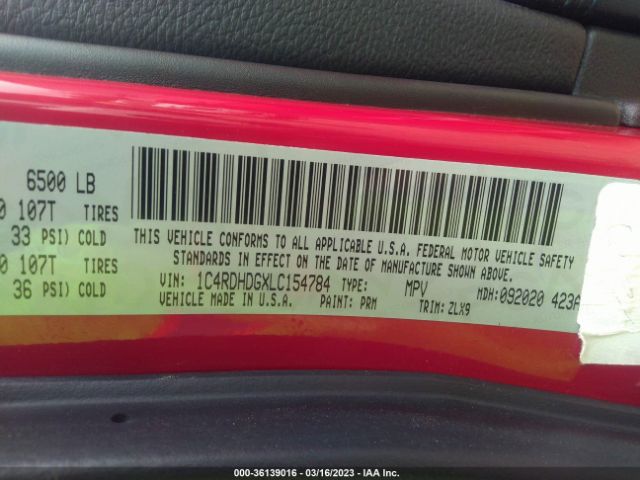 6500 LB
0 107T TIRES
33 PSI) COLD
0 107T TIRES
36 PSI) COLD
THIS VEHICLE CONFORMS TO ALL APPLICABLE U.S.A. FEDERAL MOTOR VEHICLE SAFETY
STANDARDS IN EFFECT ON THE DATE OF MANUFACTURE SHOWN ABOVE.
VIN: 1C4RDHDGXLC154784 TYPE: MPV MDH:092020 423A
VEHICLE MADE IN U.S.A. PAINT: PRM TRIM: ZLX9
000-36139016 - 03/16/2023 - IAA Inc.